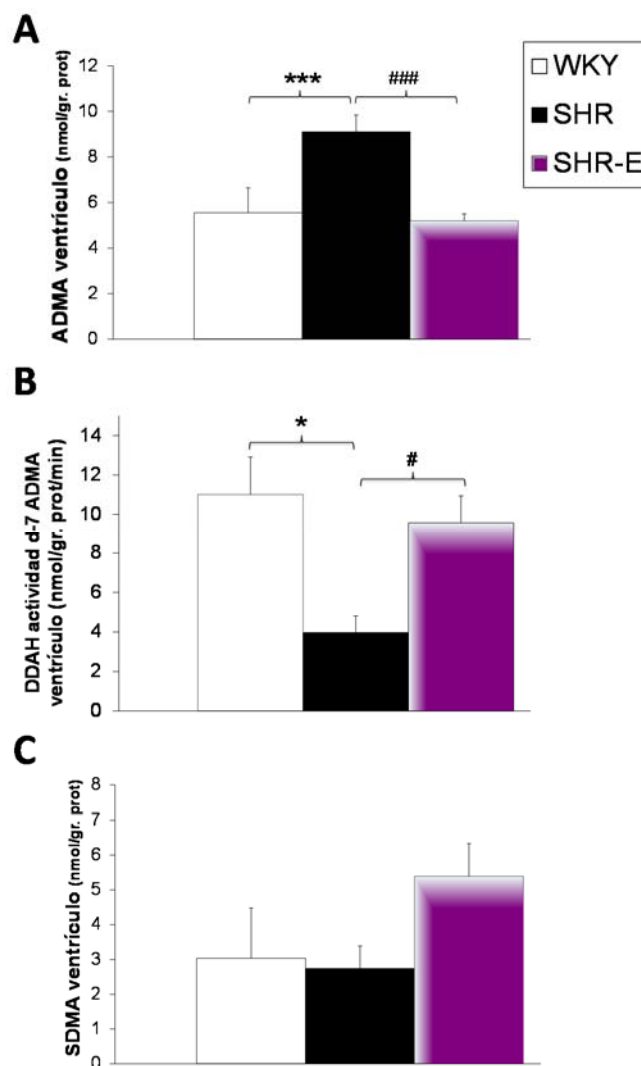 A
ADMA ventrículo (nmol/gr. prot)
12
10
8
6
4
2
0
***
###
WKY
SHR
SHR-E
B
DDAH actividad d-7 ADMA
ventrículo (nmol/gr. prot/min)
14
12
10
8
6
4
2
0
*
#
C
SDMA ventrículo (nmol/gr. prot)
8
7
6
5
4
3
2
1
0